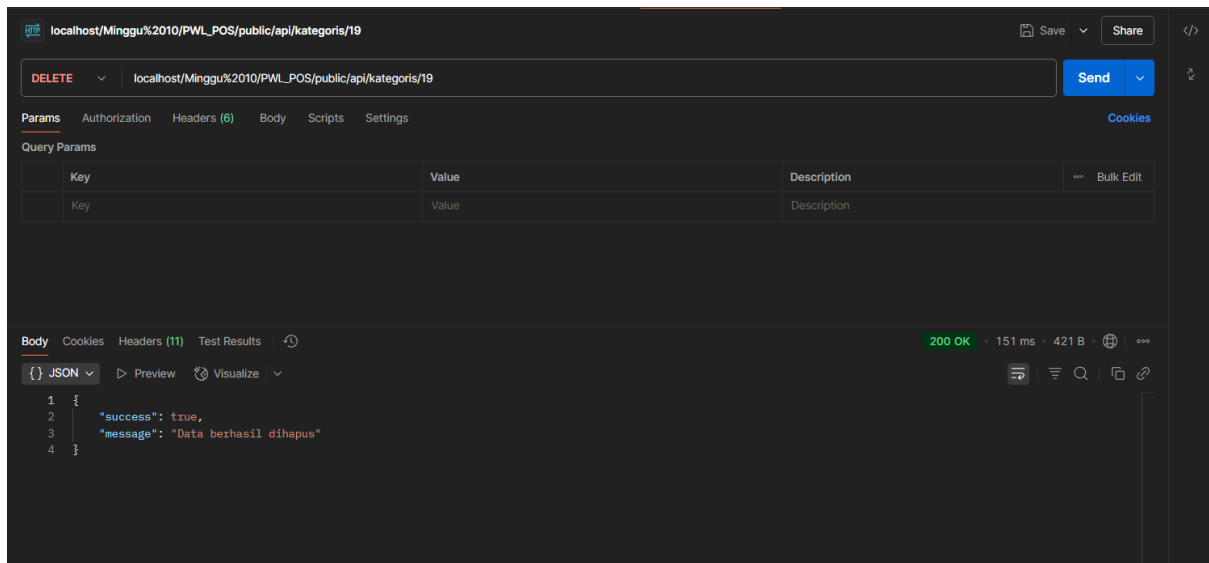 HTTP localhost/Minggu%2010/PWL_POS/public/api/kategoris/19 Save Share </>
DELETE localhost/Minggu%2010/PWL_POS/public/api/kategoris/19 Send
Params Authorization Headers (6) Body Scripts Settings Cookies
Query Params
Key Value Description Bulk Edit
Key Value Description
Body Cookies Headers (11) Test Results 200 OK 151 ms 421 B
{} JSON Preview Visualize
1 {
2 "success": true,
3 "message": "Data berhasil dihapus"
4 }